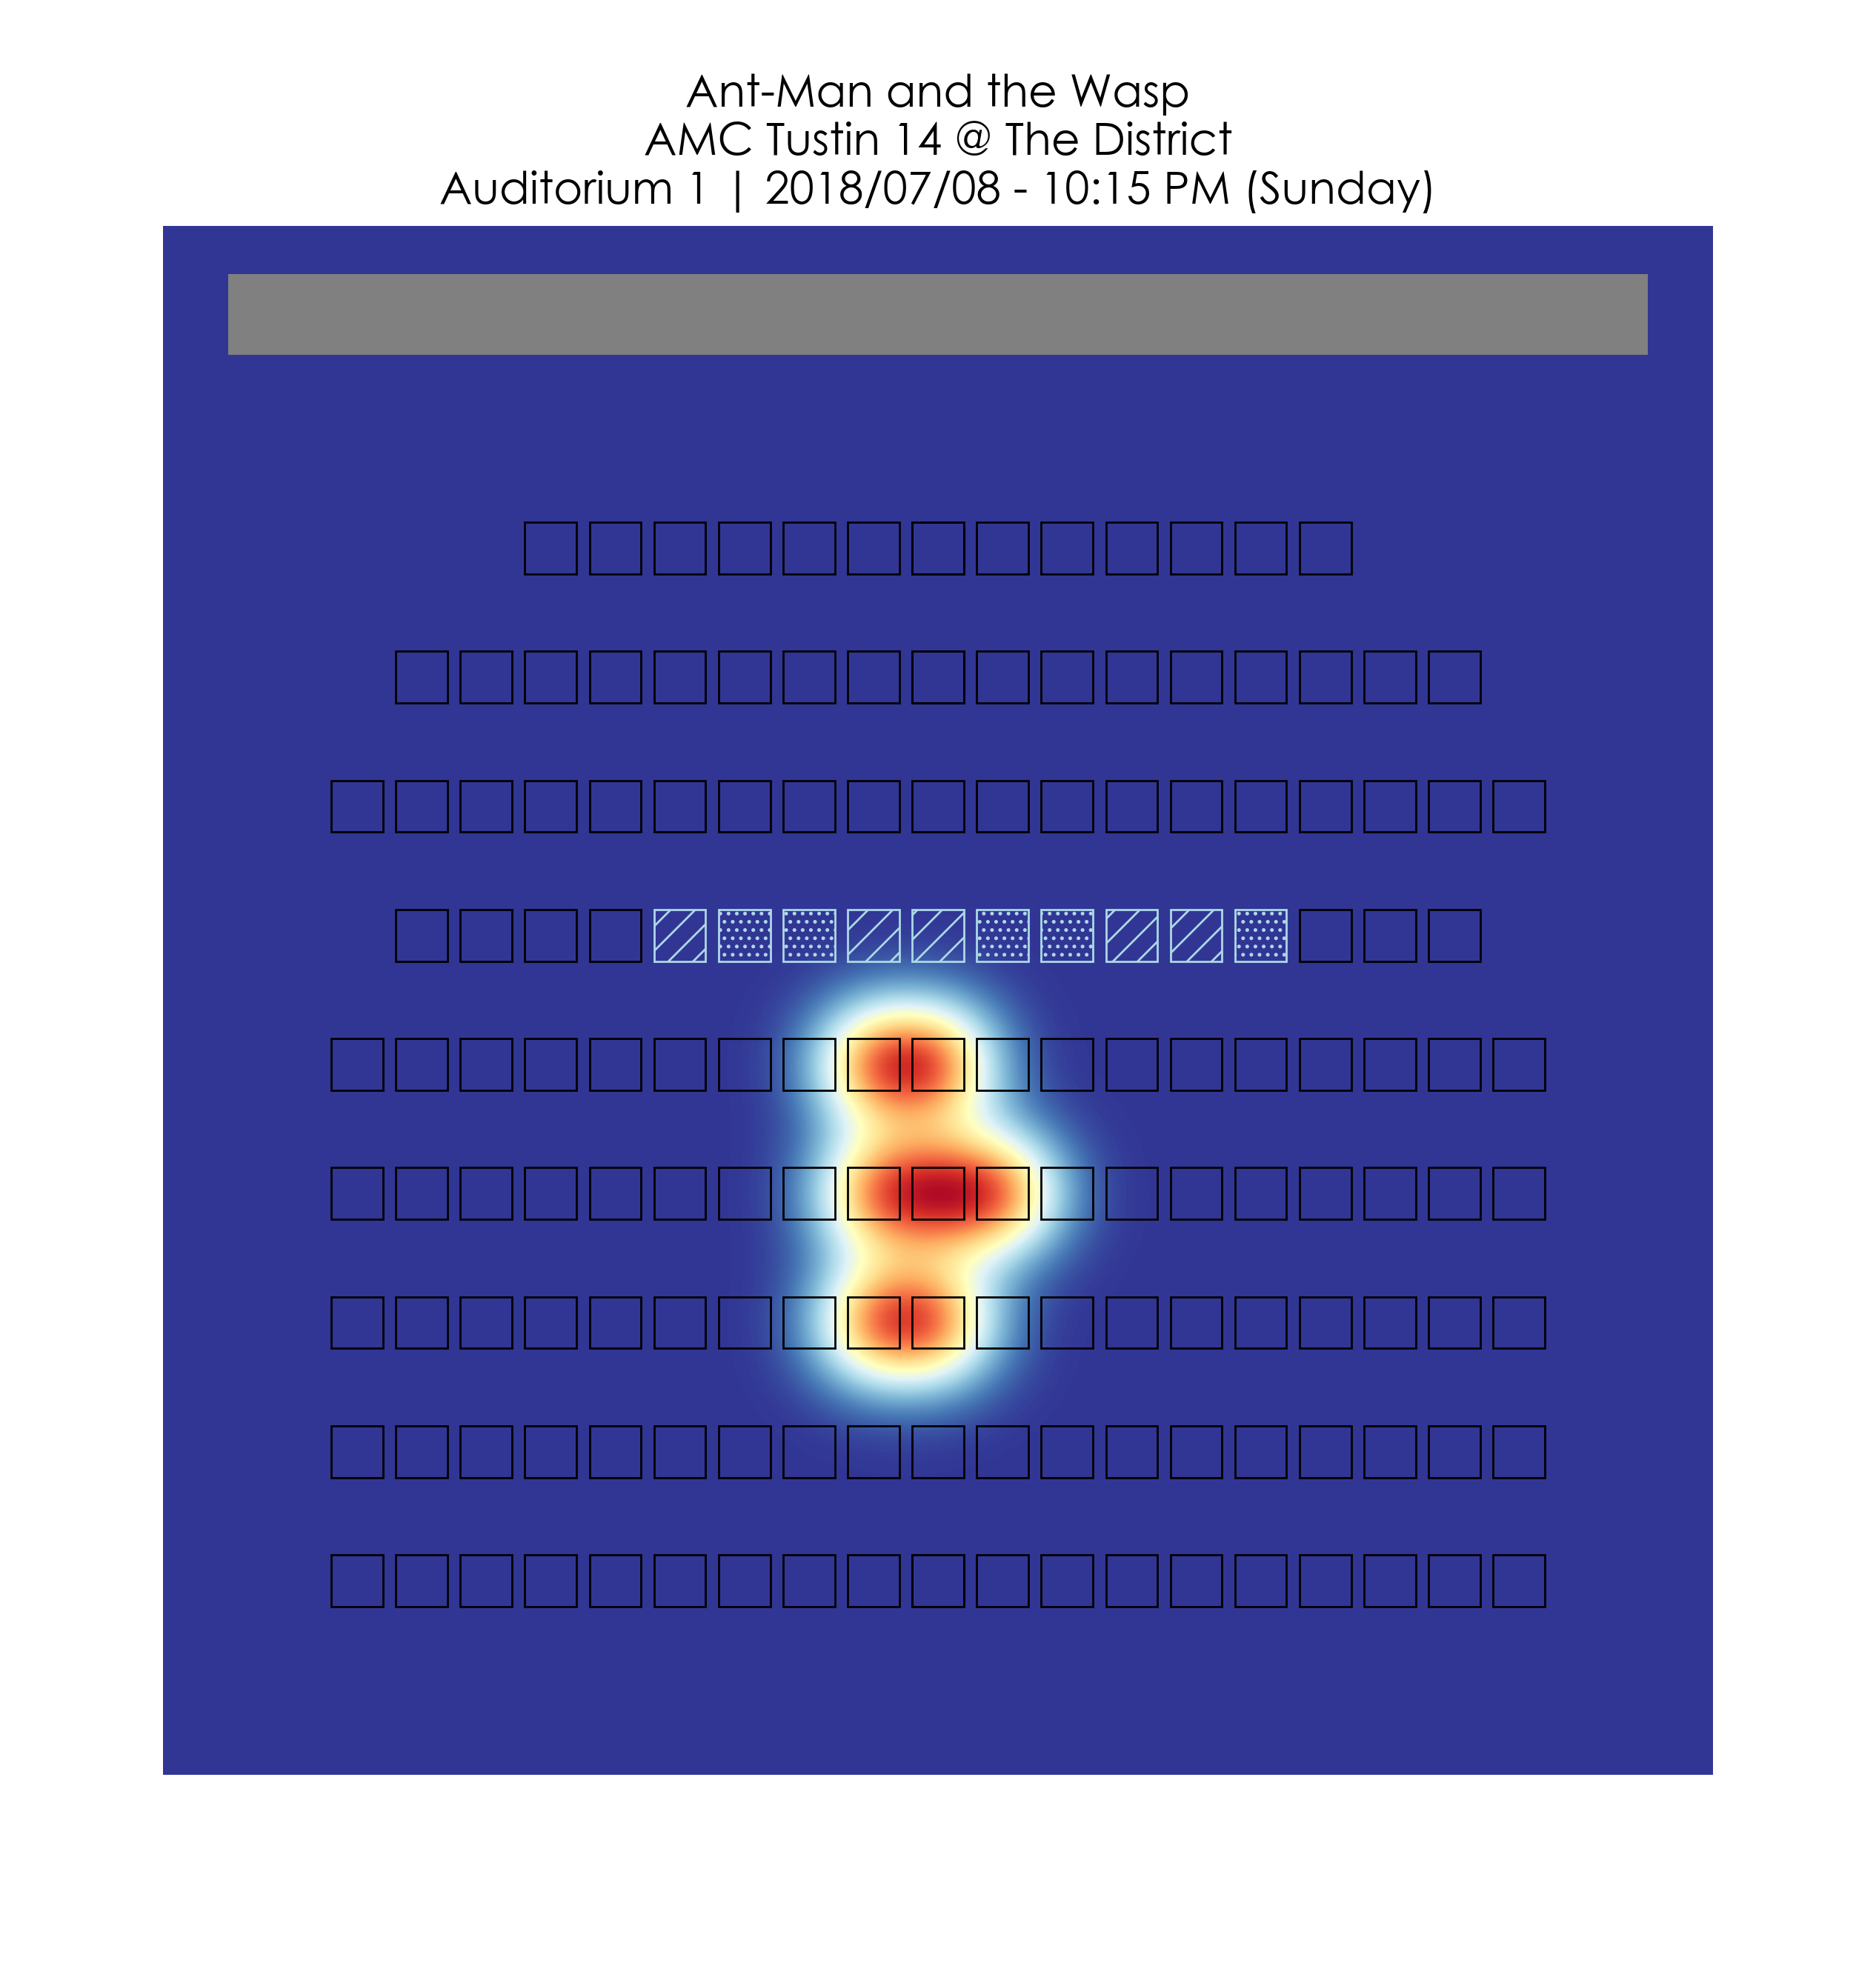 Ant-Man and the Wasp
AMC Tustin 14 @ The District
Auditorium 1 | 2018/07/08 - 10:15 PM (Sunday)